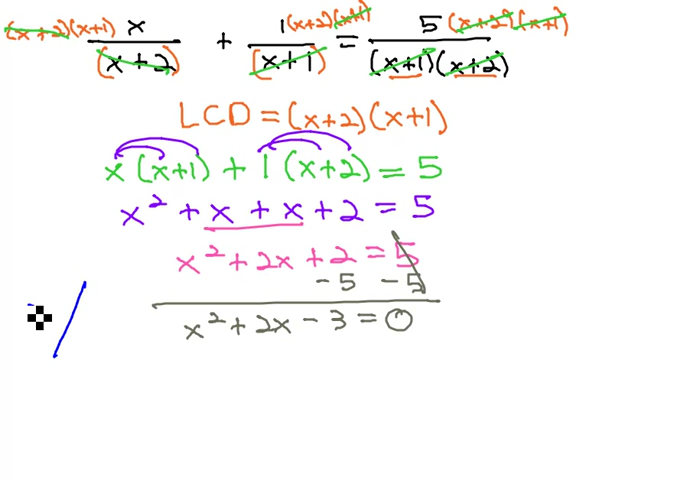 (x+2)(x+1) x/(x+2) + 1(x+2)(x+1)/(x+1) = 5(x+2)(x+1)/(x+1)(x+2)
LCD = (x+2)(x+1)
x(x+1) + 1(x+2) = 5
x² + x + x + 2 = 5
x² + 2x + 2 = 5
-5 -5
x² + 2x - 3 = 0